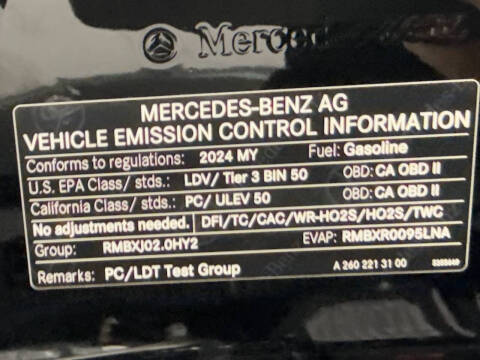 Merced
MERCEDES-BENZ AG
VEHICLE EMISSION CONTROL INFORMATION
Conforms to regulations: 2024 MY Fuel: Gasoline
U.S. EPA Class/ stds.: LDV/ Tier 3 BIN 50 OBD: CA OBD II
California Class/ stds.: PC/ ULEV 50 OBD: CA OBD II
No adjustments needed. DFI/TC/CAC/WR-HO2S/HO2S/TWC
Group: RMBXJ02.0HY2 EVAP: RMBXR0095LNA
Remarks: PC/LDT Test Group A 260 221 31 00